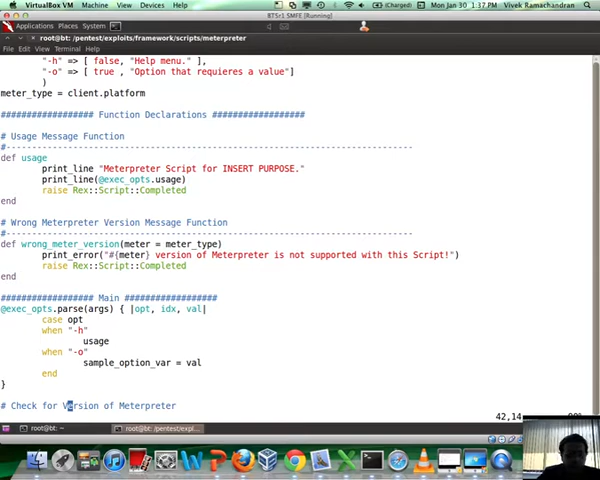 VirtualBox VM Machine Devices Help (Charged) Mon Jan 30 1:37 PM Vivek Ramachandran
BT5r1 SMFE [Running]
Applications Places System
root@bt: /pentest/exploits/framework/scripts/meterpreter
File Edit View Terminal Help
"-h" => [ false, "Help menu." ],
"-o" => [ true , "Option that requieres a value"]
)
meter_type = client.platform
################## Function Declarations ##################
# Usage Message Function
#-------------------------------------------------------------------------------
def usage
print_line "Meterpreter Script for INSERT PURPOSE."
print_line(@exec_opts.usage)
raise Rex::Script::Completed
end
# Wrong Meterpreter Version Message Function
#-------------------------------------------------------------------------------
def wrong_meter_version(meter = meter_type)
print_error("#{meter} version of Meterpreter is not supported with this Script!")
raise Rex::Script::Completed
end
################## Main ##################
@exec_opts.parse(args) { |opt, idx, val|
case opt
when "-h"
usage
when "-o"
sample_option_var = val
end
}
# Check for Version of Meterpreter
42,14
root@bt: ~
root@bt: /pentest/expl...